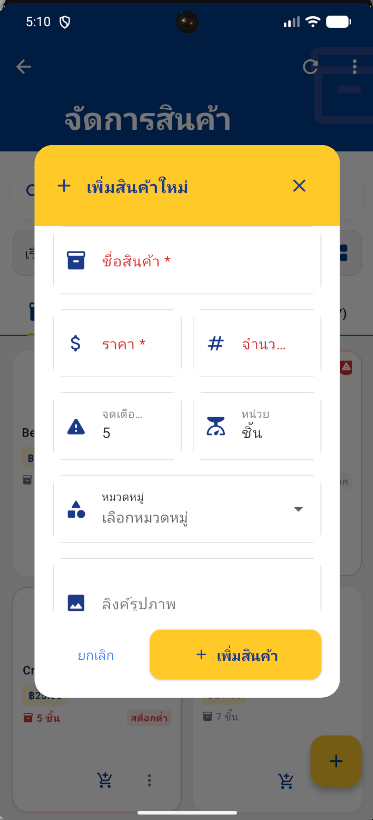 5:10
จัดการสินค้า
+ เพิ่มสินค้าใหม่
ชื่อสินค้า *
$ ราคา *
# จำนว...
จุดเตือ...
5
หน่วย
ชิ้น
หมวดหมู่
เลือกหมวดหมู่
ลิงค์รูปภาพ
ยกเลิก
+ เพิ่มสินค้า
5 ชิ้น
สต๊อกต่ำ
7 ชิ้น